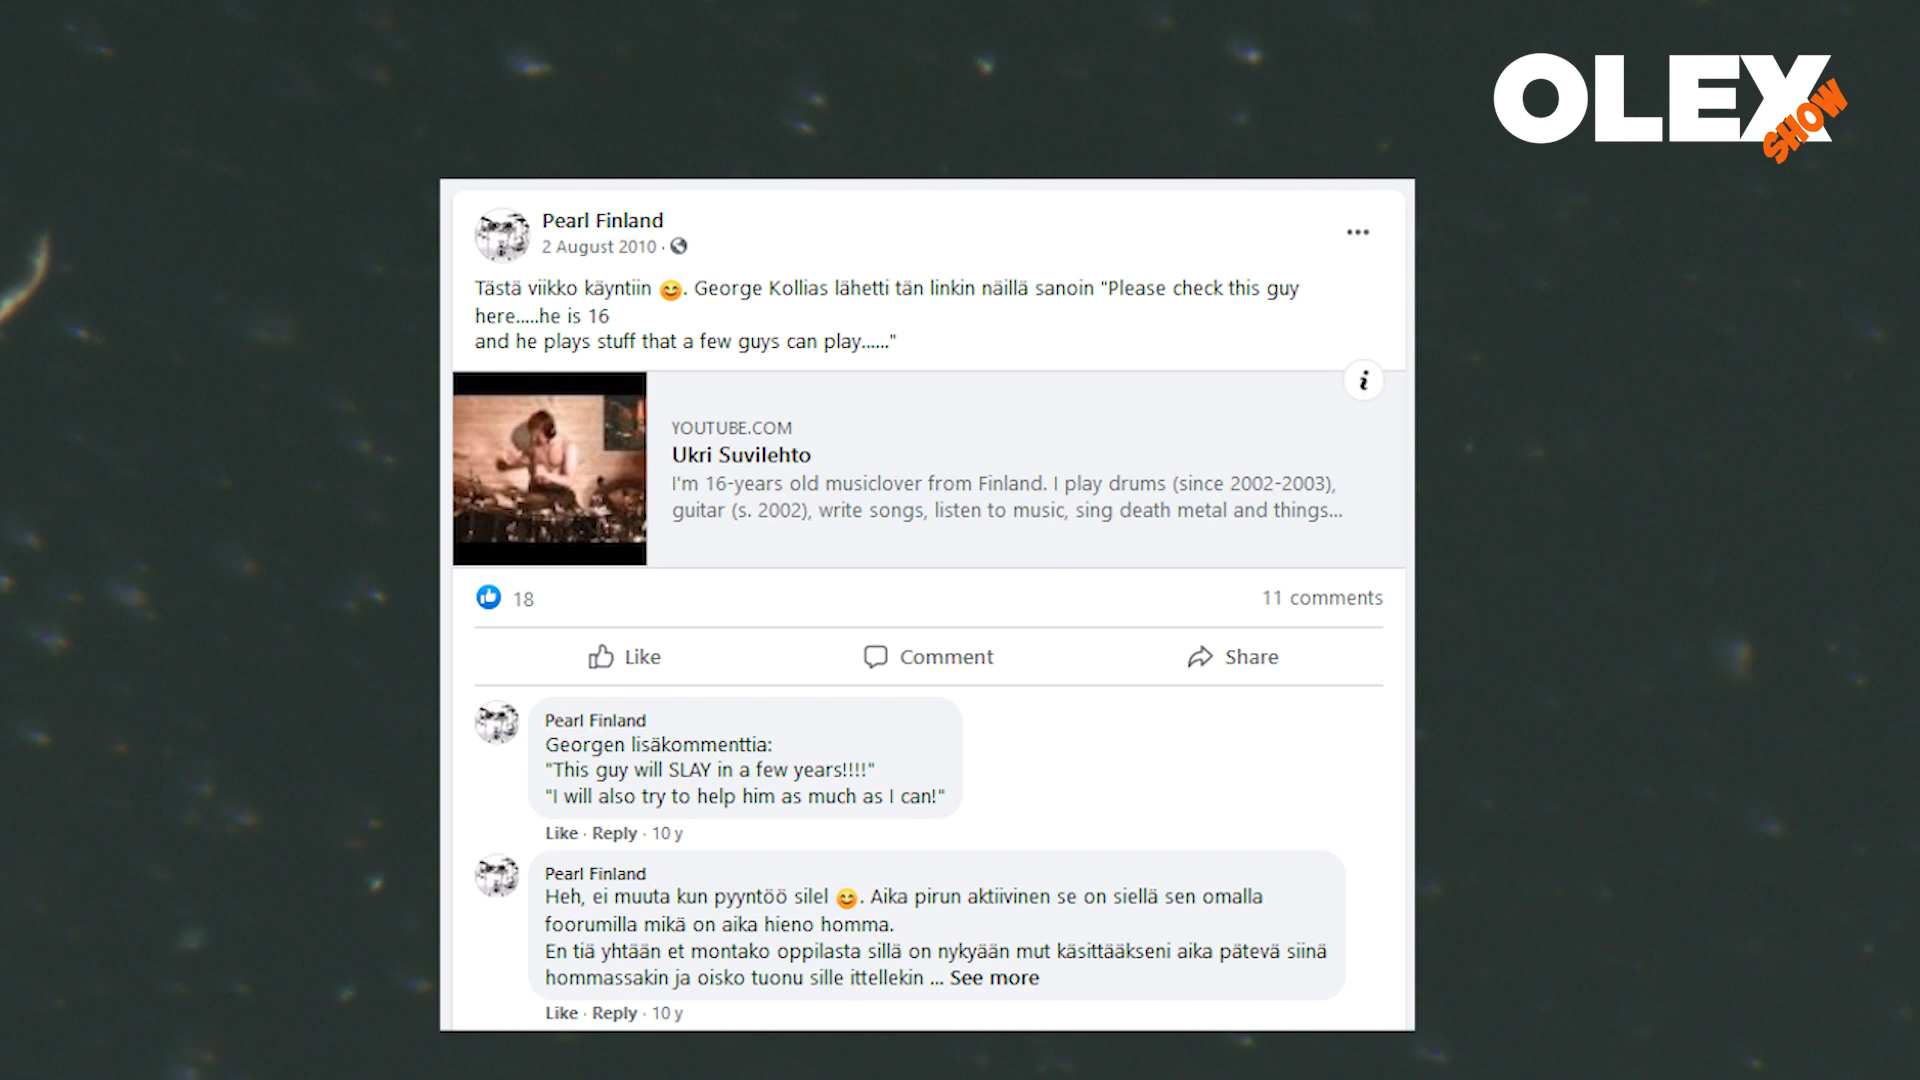 OLEX
SHOW
Pearl Finland
2 August 2010 ·
Tästä viikko käyntiin 😊. George Kollias lähetti tän linkin näillä sanoin "Please check this guy
here.....he is 16
and he plays stuff that a few guys can play......"
i
YOUTUBE.COM
Ukri Suvilehto
I'm 16-years old musiclover from Finland. I play drums (since 2002-2003),
guitar (s. 2002), write songs, listen to music, sing death metal and things...
18
11 comments
Like
Comment
Share
Pearl Finland
Georgen lisäkommenttia:
"This guy will SLAY in a few years!!!!"
"I will also try to help him as much as I can!"
Like · Reply · 10 y
Pearl Finland
Heh, ei muuta kun pyyntöö silel 😊. Aika pirun aktiivinen se on siellä sen omalla
foorumilla mikä on aika hieno homma.
En tiä yhtään et montako oppilasta sillä on nykyään mut käsittääkseni aika pätevä siinä
hommassakin ja oisko tuonu sille ittellekin ... See more
Like · Reply · 10 y